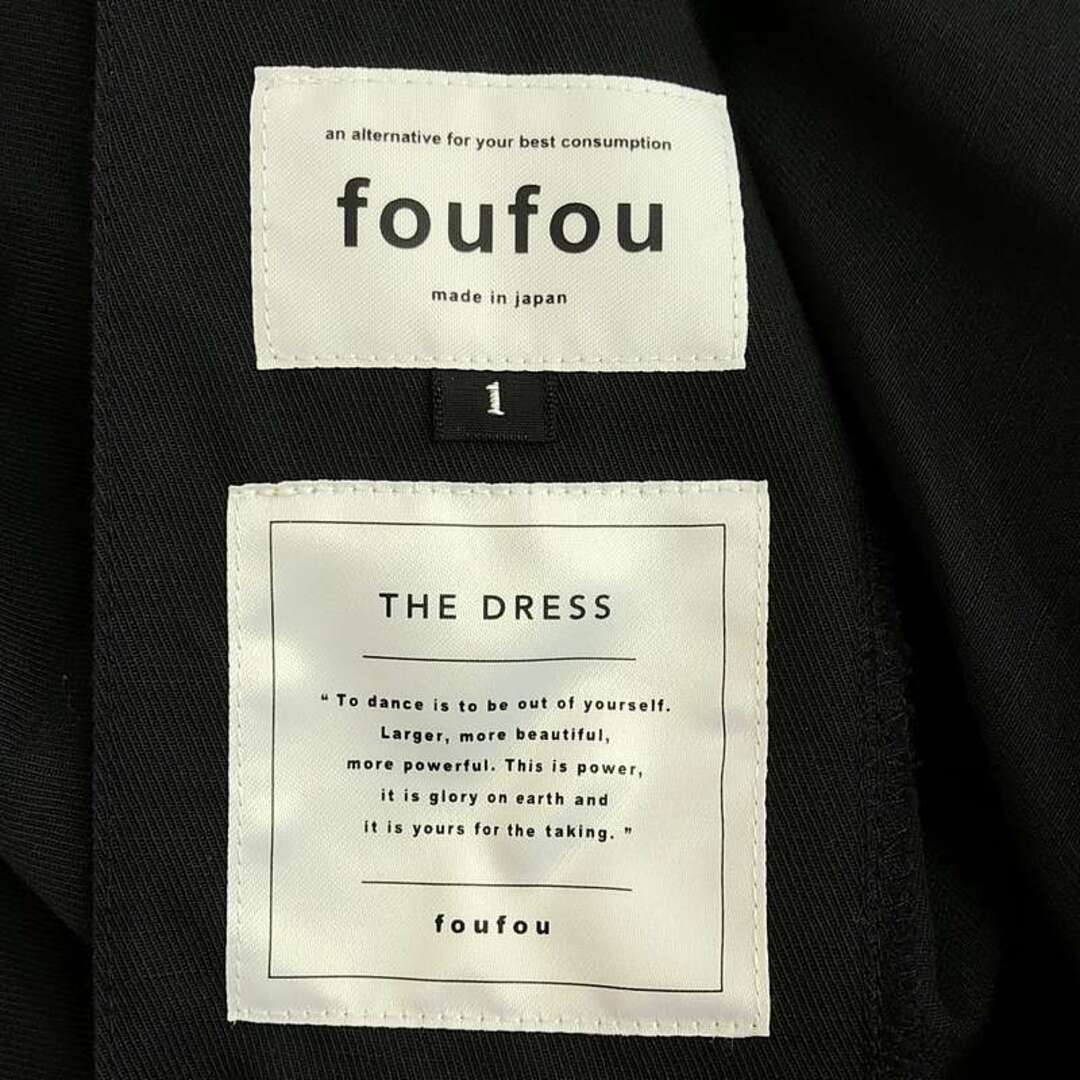 an alternative for your best consumption
foufou
made in japan
1
THE DRESS
“ To dance is to be out of yourself.
Larger, more beautiful,
more powerful. This is power,
it is glory on earth and
it is yours for the taking. ”
foufou